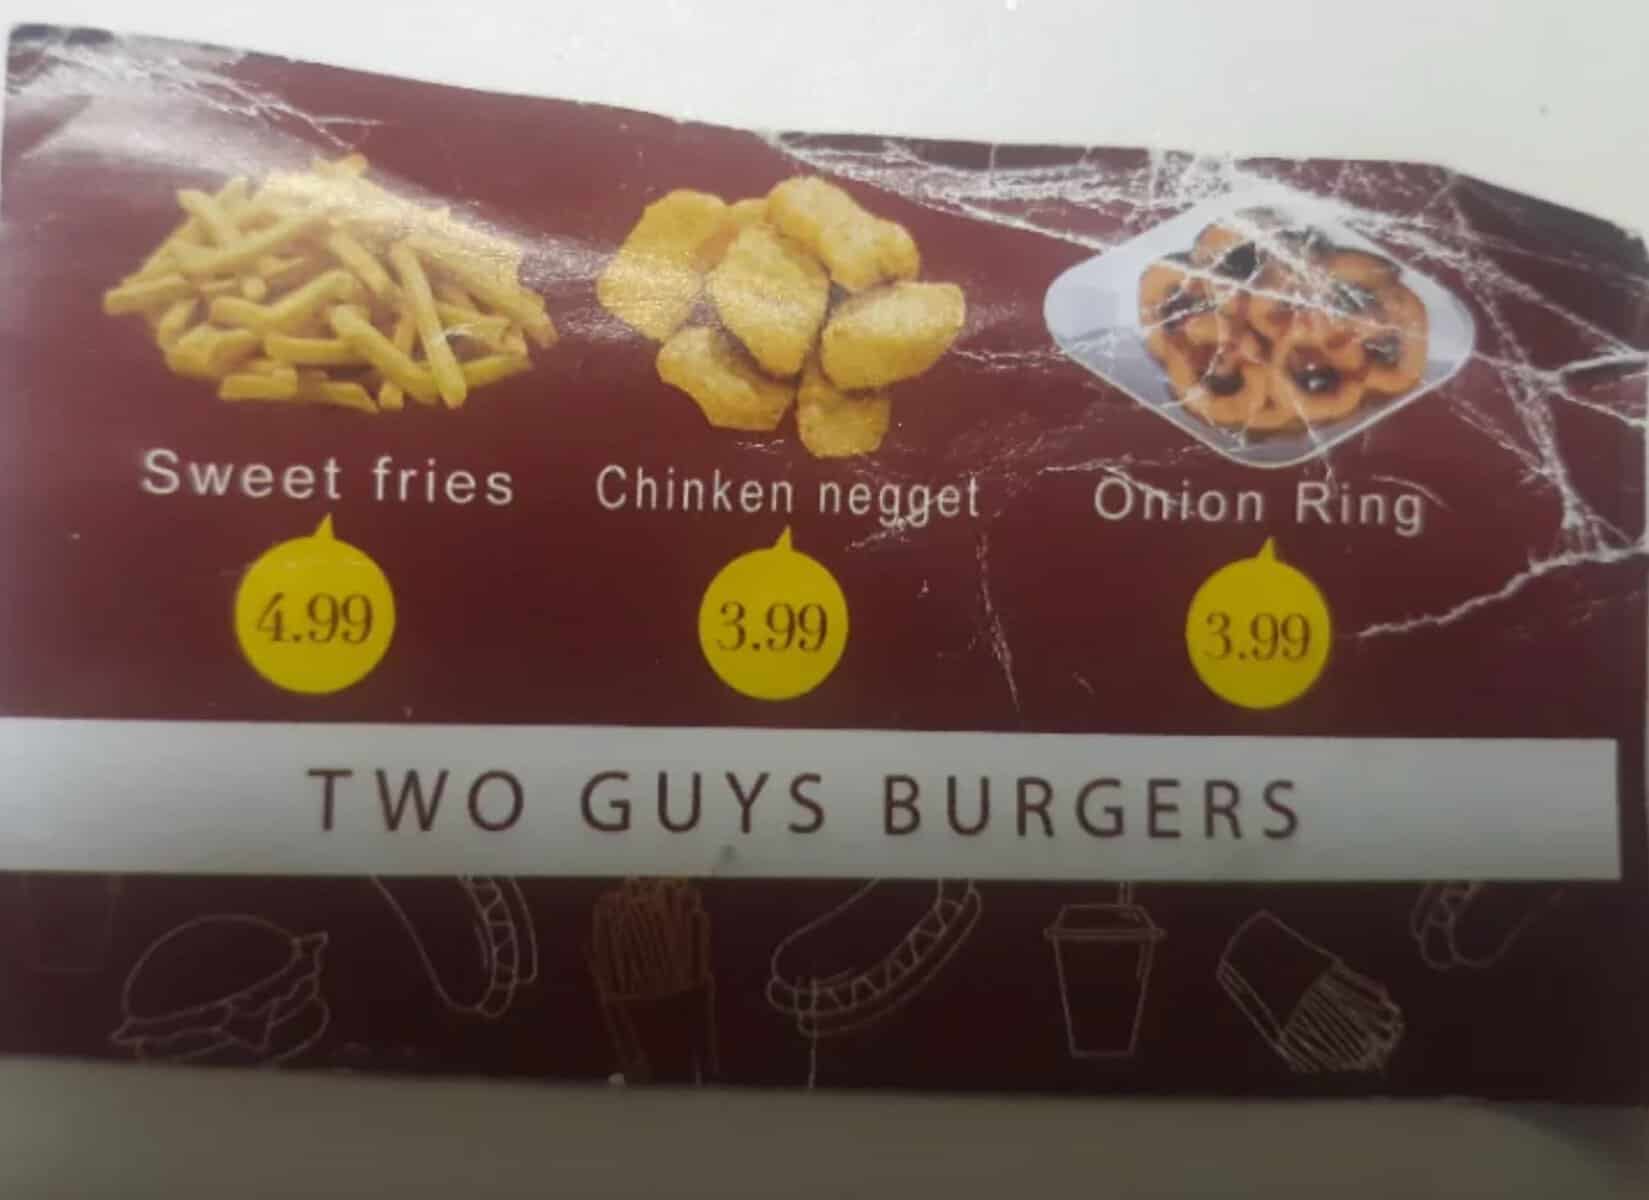 Sweet fries
Chinken negget
Onion Ring
4.99
3.99
3.99
TWO GUYS BURGERS